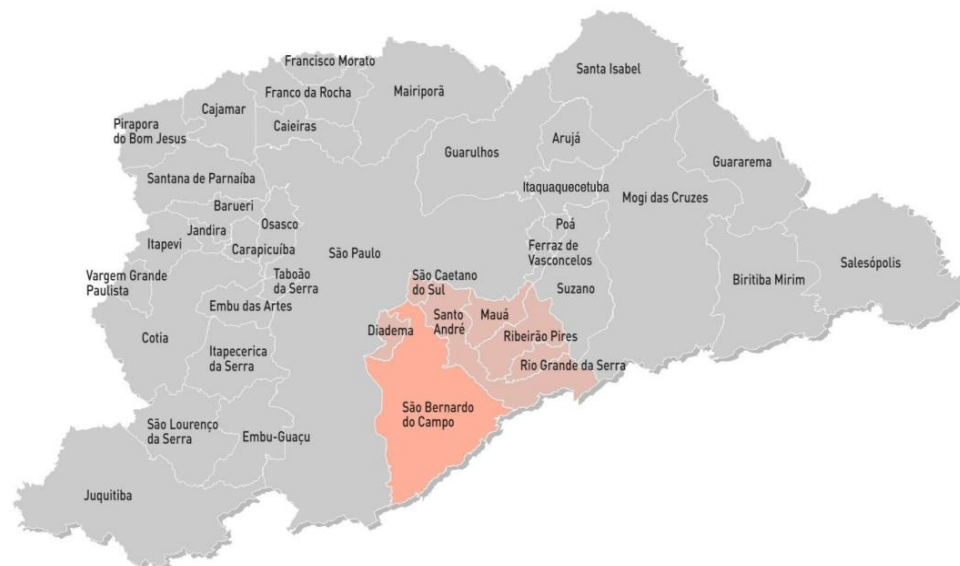 Francisco Morato
Santa Isabel
Franco da Rocha
Mairiporã
Cajamar
Pirapora
do Bom Jesus
Caieiras
Arujá
Guarulhos
Guararema
Santana de Parnaíba
Itaquaquecetuba
Mogi das Cruzes
Barueri
Osasco
Poá
Jandira
Itapevi
Carapicuíba
São Paulo
Ferraz de
Vasconcelos
Salesópolis
Vargem Grande
Paulista
Taboão
da Serra
São Caetano
do Sul
Biritiba Mirim
Suzano
Embu das Artes
Santo
André
Mauá
Diadema
Cotia
Ribeirão Pires
Itapecerica
da Serra
Rio Grande da Serra
São Bernardo
do Campo
São Lourenço
da Serra
Embu-Guaçu
Juquitiba